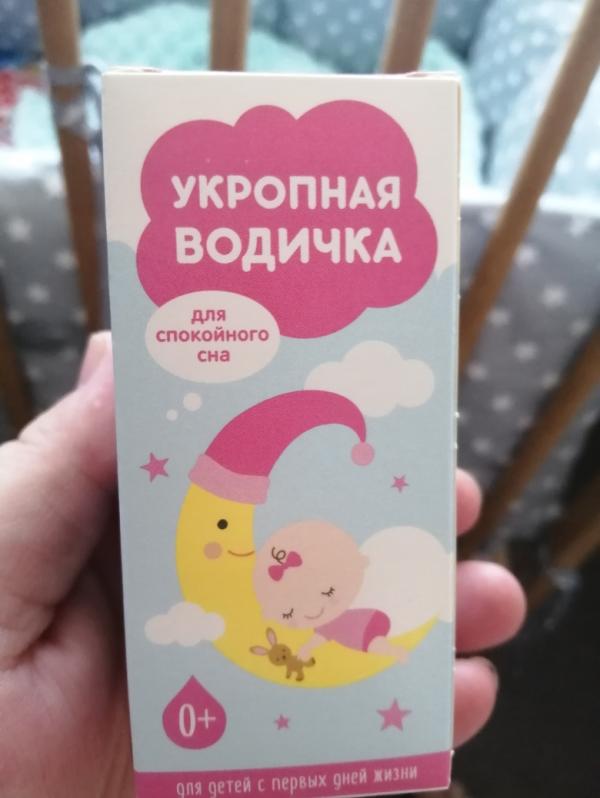 УКРОПНАЯ
ВОДИЧКА
для
спокойного
сна
0+
для детей с первых дней жизни